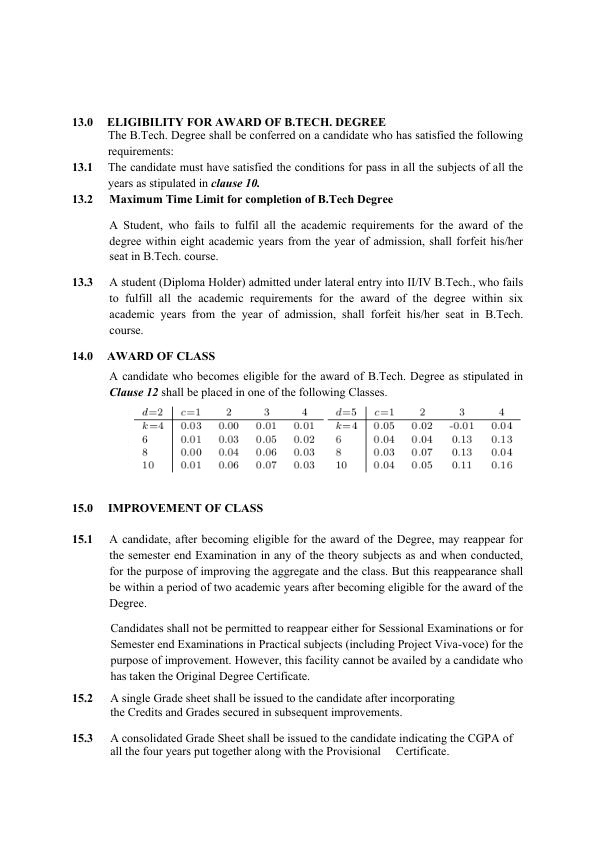 13.0 ELIGIBILITY FOR AWARD OF B.TECH. DEGREE
The B.Tech. Degree shall be conferred on a candidate who has satisfied the following
requirements:
13.1 The candidate must have satisfied the conditions for pass in all the subjects of all the
years as stipulated in clause 10.
13.2 Maximum Time Limit for completion of B.Tech Degree
A Student, who fails to fulfil all the academic requirements for the award of the
degree within eight academic years from the year of admission, shall forfeit his/her
seat in B.Tech. course.
13.3 A student (Diploma Holder) admitted under lateral entry into II/IV B.Tech., who fails
to fulfill all the academic requirements for the award of the degree within six
academic years from the year of admission, shall forfeit his/her seat in B.Tech.
course.
14.0 AWARD OF CLASS
A candidate who becomes eligible for the award of B.Tech. Degree as stipulated in
Clause 12 shall be placed in one of the following Classes.
d=2 c=1 2 3 4 d=5 c=1 2 3 4
k=4 0.03 0.00 0.01 0.01 k=4 0.05 0.02 -0.01 0.04
6 0.01 0.03 0.05 0.02 6 0.04 0.04 0.13 0.13
8 0.00 0.04 0.06 0.03 8 0.03 0.07 0.13 0.04
10 0.01 0.06 0.07 0.03 10 0.04 0.05 0.11 0.16
15.0 IMPROVEMENT OF CLASS
15.1 A candidate, after becoming eligible for the award of the Degree, may reappear for
the semester end Examination in any of the theory subjects as and when conducted,
for the purpose of improving the aggregate and the class. But this reappearance shall
be within a period of two academic years after becoming eligible for the award of the
Degree.
Candidates shall not be permitted to reappear either for Sessional Examinations or for
Semester end Examinations in Practical subjects (including Project Viva-voce) for the
purpose of improvement. However, this facility cannot be availed by a candidate who
has taken the Original Degree Certificate.
15.2 A single Grade sheet shall be issued to the candidate after incorporating
the Credits and Grades secured in subsequent improvements.
15.3 A consolidated Grade Sheet shall be issued to the candidate indicating the CGPA of
all the four years put together along with the Provisional Certificate.